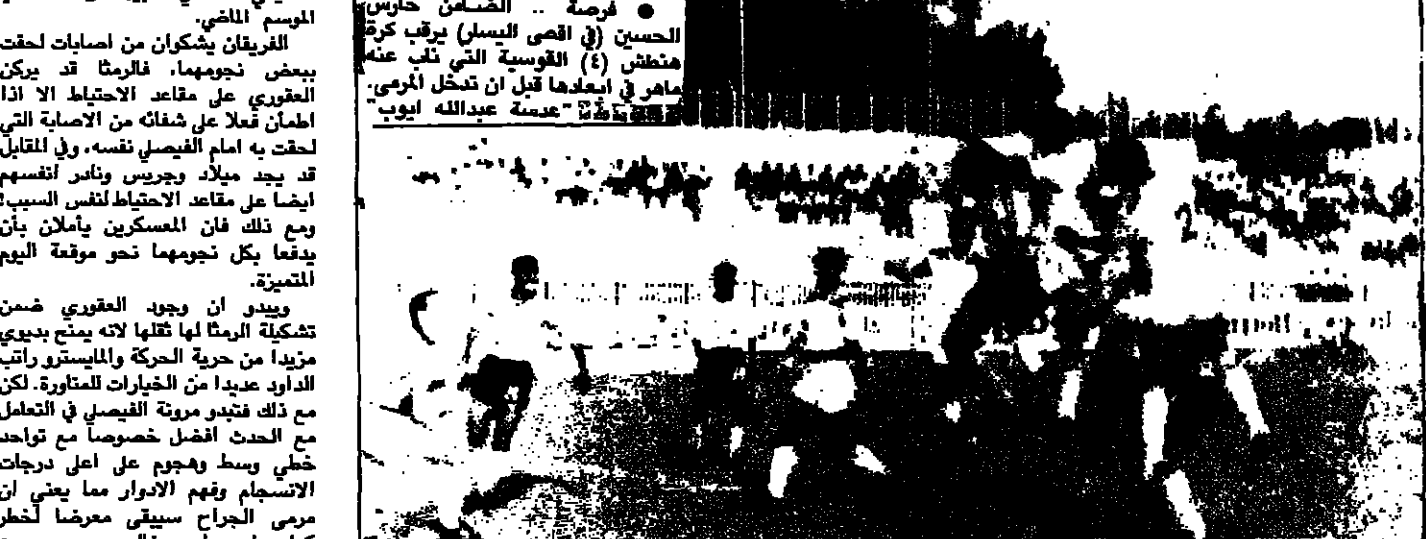 الموسم الماضي.
الفريقان يشكوان من اصابات لحقت
ببعض نجومهما. فالرمثا قد يركن
العقوري على مقاعد الاحتياط الا اذا
اطمأن فعلا على شفائه من الاصابة التي
لحقت به امام الفيصلي نفسه، وفي المقابل
قد يجد ميلاد وجريس ونادر انفسهم
ايضا على مقاعد الاحتياط لنفس السبب!
ومع ذلك فان المعسكرين يأملان بأن
يدفعا بكل نجومهما نحو موقعة اليوم
المتميزة.
ويبدو ان وجود العقوري ضمن
تشكيلة الرمثا لها ثقلها لانه يمنح بديوي
مزيدا من حرية الحركة والمايسترو راتب
الداود عديدا من الخيارات للمناورة. لكن
مع ذلك فتبدو مرونة الفيصلي في التعامل
مع الحدث افضل خصوصا مع تواجد
خطي وسط وهجوم على اعلى درجات
الانسجام وفهم الادوار مما يعني ان
مرمى الجراح سيبقى معرضا لخطر
● فرصة .. الضامن حارس
الحسين (في اقصى اليسار) يرقب كرة
هنطش (٤) القوسية التي ناب عنه
ماهر في ابعادها قبل ان تدخل المرمى.
"عدسة عبدالله ايوب"
2